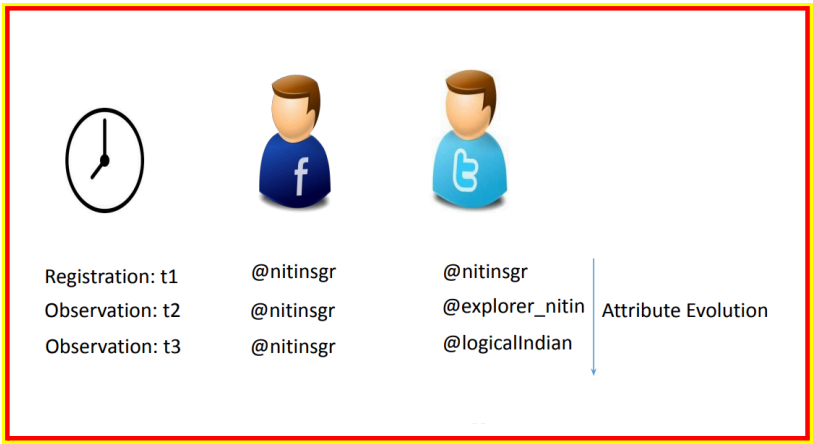 f t
Registration: t1 @nitinsgr @nitinsgr
Observation: t2 @nitinsgr @explorer_nitin Attribute Evolution
Observation: t3 @nitinsgr @logicalIndian